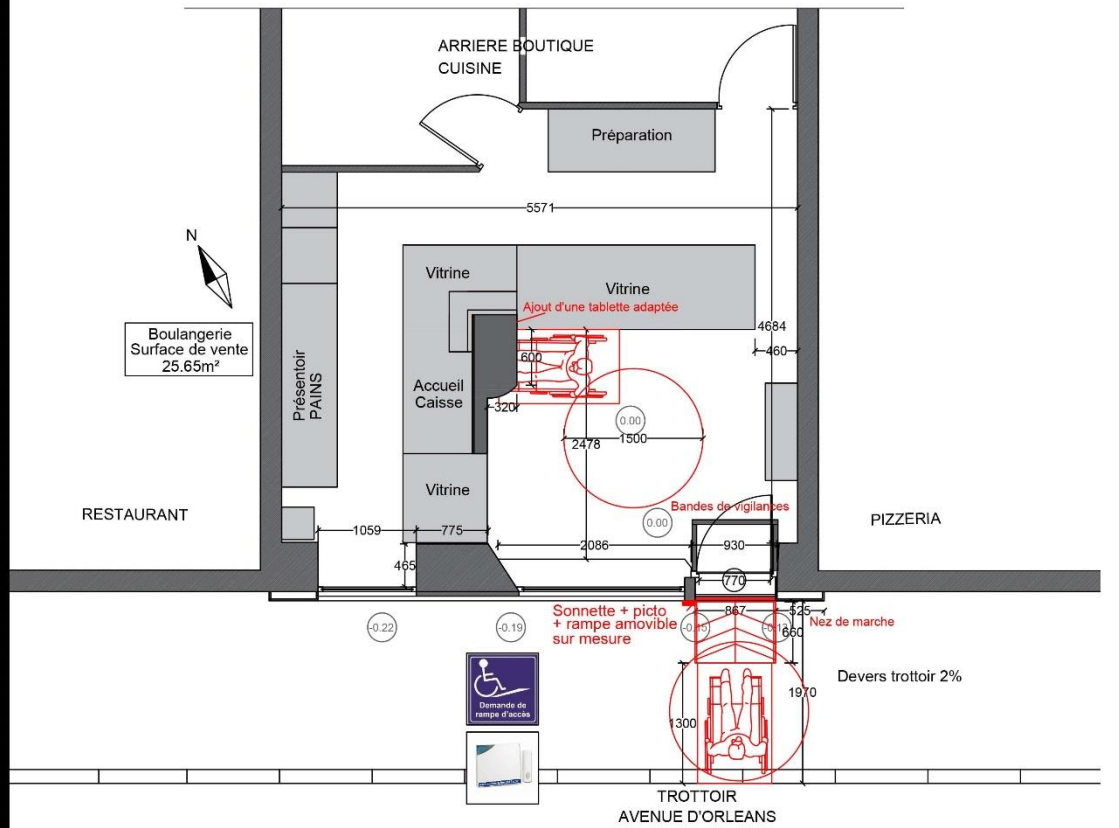 ARRIERE BOUTIQUE
CUISINE
Préparation
5571
N
Vitrine
Vitrine
Ajout d'une tablette adaptée
Boulangerie
Surface de vente
25.65m²
4684
460
600
Présentoir
PAINS
Accueil
Caisse
320
0.00
2478
1500
Vitrine
Bandes de vigilances
RESTAURANT
0.00
PIZZERIA
1059
775
2086
930
465
770
Sonnette + picto
+ rampe amovible
sur mesure
867
525
Nez de marche
-0.22
-0.19
660
Devers trottoir 2%
Demande de
rampe d'accès
1300
1970
TROTTOIR
AVENUE D'ORLEANS